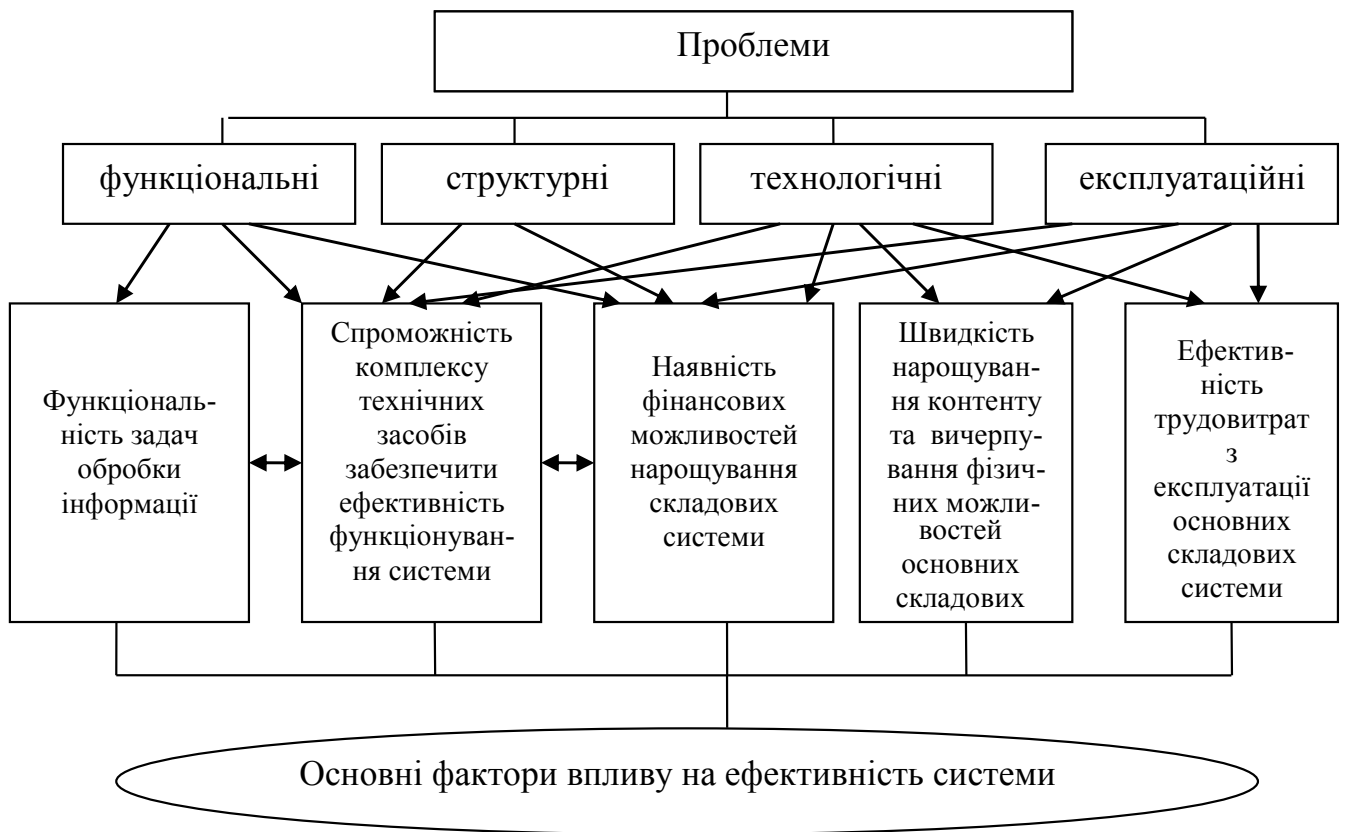 Проблеми
функціональні
структурні
технологічні
експлуатаційні
Функціональ-
ність задач
обробки
інформації
Спроможність
комплексу
технічних
засобів
забезпечити
ефективність
функціонуван-
ня системи
Наявність
фінансових
можливостей
нарощування
складових
системи
Швидкість
нарощуван-
ня контенту
та вичерпу-
вання фізич-
них можли-
востей
основних
складових
Ефектив-
ність
трудовитрат
з
експлуатації
основних
складових
системи
Основні фактори впливу на ефективність системи